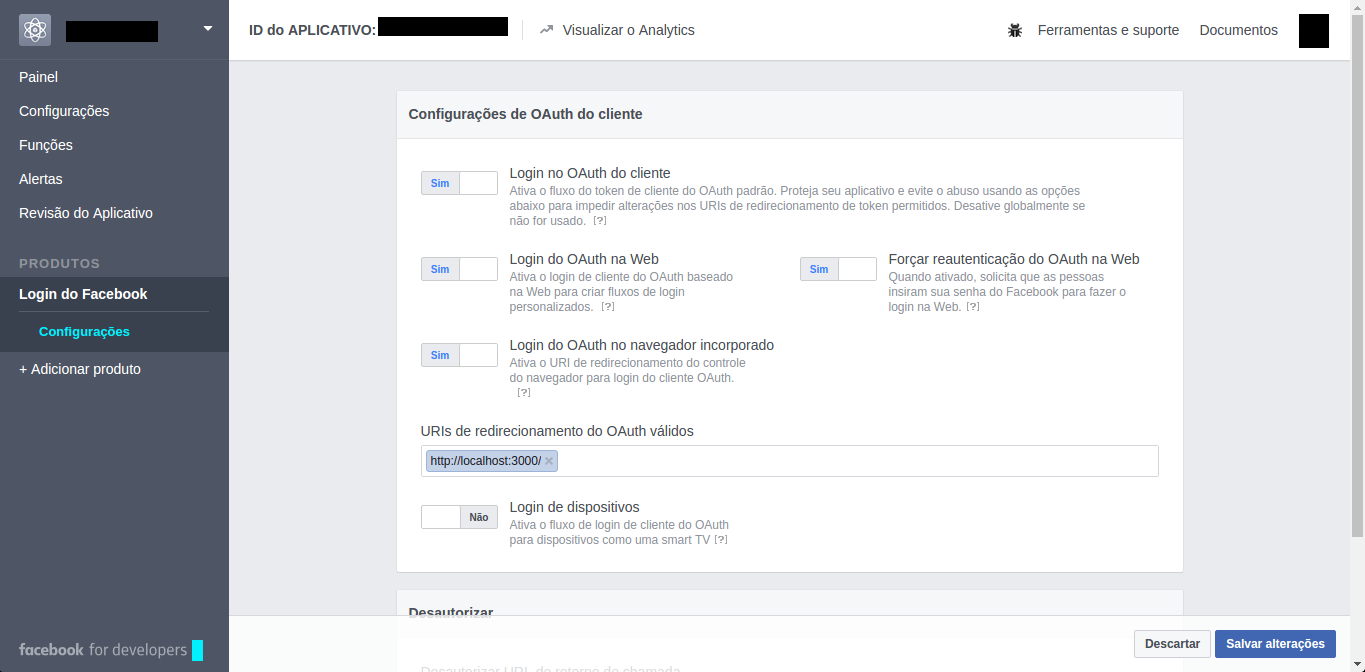 ID do APLICATIVO:
Visualizar o Analytics
Ferramentas e suporte
Documentos
Painel
Configurações
Funções
Alertas
Revisão do Aplicativo
PRODUTOS
Login do Facebook
Configurações
+ Adicionar produto
facebook for developers
Configurações de OAuth do cliente
Sim
Login no OAuth do cliente
Ativa o fluxo do token de cliente do OAuth padrão. Proteja seu aplicativo e evite o abuso usando as opções
abaixo para impedir alterações nos URIs de redirecionamento de token permitidos. Desative globalmente se
não for usado. [?]
Sim
Login do OAuth na Web
Ativa o login de cliente do OAuth baseado
na Web para criar fluxos de login
personalizados. [?]
Sim
Forçar reautenticação do OAuth na Web
Quando ativado, solicita que as pessoas
insiram sua senha do Facebook para fazer o
login na Web. [?]
Sim
Login do OAuth no navegador incorporado
Ativa o URI de redirecionamento do controle
do navegador para login do cliente OAuth.
[?]
URIs de redirecionamento do OAuth válidos
http://localhost:3000/
Não
Login de dispositivos
Ativa o fluxo de login de cliente do OAuth
para dispositivos como uma smart TV [?]
Desautorizar
Desautorizar URL de retorno de chamada
Descartar
Salvar alterações